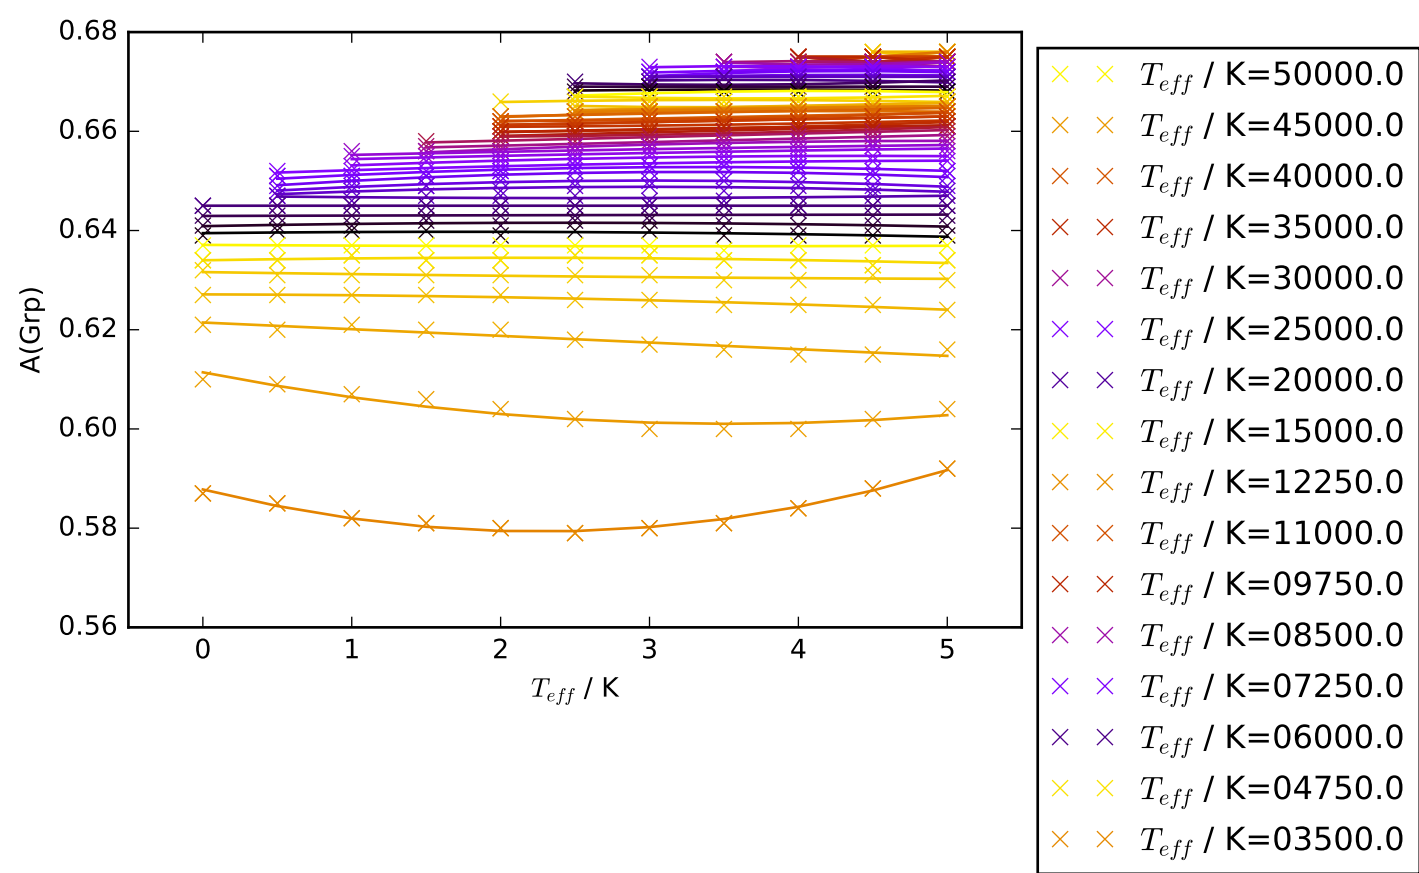 0.68
0.66
0.64
0.62
0.60
0.58
0.56
A(Grp)
0 1 2 3 4 5
T_eff / K
T_eff / K=50000.0
T_eff / K=45000.0
T_eff / K=40000.0
T_eff / K=35000.0
T_eff / K=30000.0
T_eff / K=25000.0
T_eff / K=20000.0
T_eff / K=15000.0
T_eff / K=12250.0
T_eff / K=11000.0
T_eff / K=09750.0
T_eff / K=08500.0
T_eff / K=07250.0
T_eff / K=06000.0
T_eff / K=04750.0
T_eff / K=03500.0